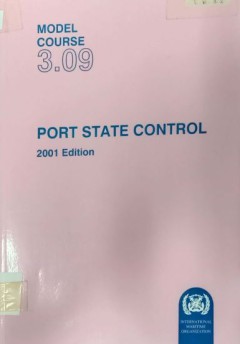 MODEL
COURSE
3.09
PORT STATE CONTROL
2001 Edition
INTERNATIONAL
MARITIME
ORGANIZATION